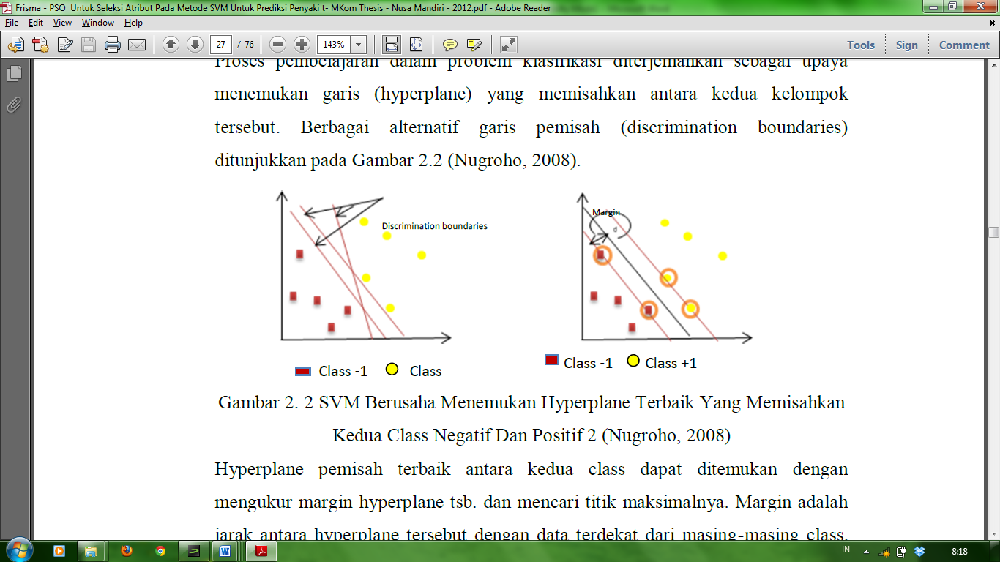 Frisma - PSO  Untuk Seleksi Atribut Pada Metode SVM Untuk Prediksi Penyaki t- MKom Thesis - Nusa Mandiri - 2012.pdf - Adobe Reader
File Edit View Window Help
27 / 76 143% Tools Sign Comment
Proses pembelajaran dalam problem klasifikasi diterjemahkan sebagai upaya
menemukan garis (hyperplane) yang memisahkan antara kedua kelompok
tersebut. Berbagai alternatif garis pemisah (discrimination boundaries)
ditunjukkan pada Gambar 2.2 (Nugroho, 2008).
Discrimination boundaries
Class -1 Class
Margin
d
Class -1 Class +1
Gambar 2. 2 SVM Berusaha Menemukan Hyperplane Terbaik Yang Memisahkan
Kedua Class Negatif Dan Positif 2 (Nugroho, 2008)
Hyperplane pemisah terbaik antara kedua class dapat ditemukan dengan
mengukur margin hyperplane tsb. dan mencari titik maksimalnya. Margin adalah
jarak antara hyperplane tersebut dengan data terdekat dari masing-masing class.
IN 8:18